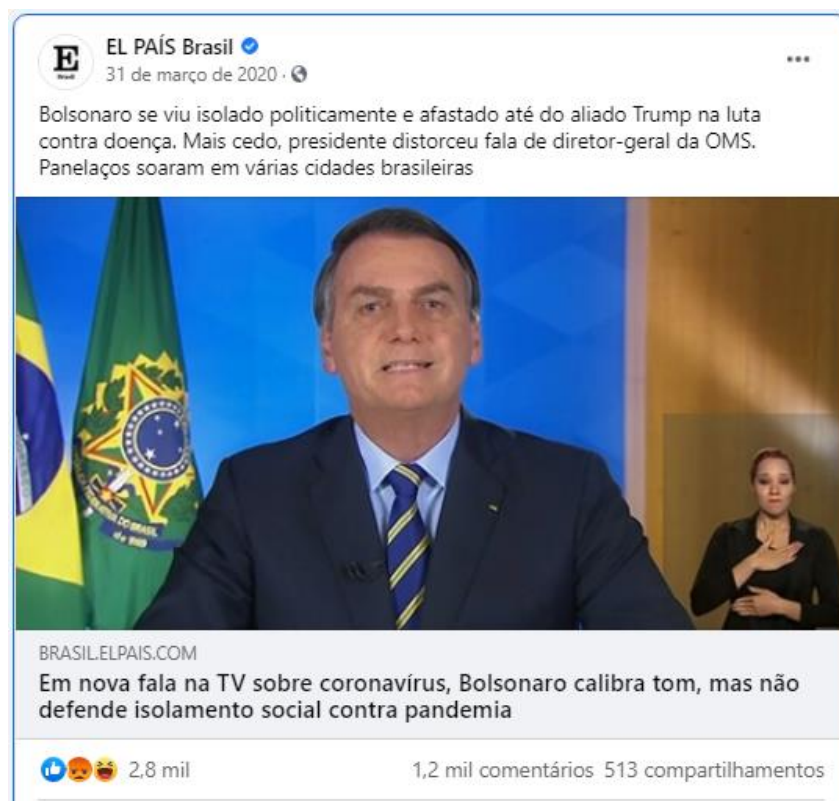 EL PAÍS Brasil
31 de março de 2020 ·
Bolsonaro se viu isolado politicamente e afastado até do aliado Trump na luta
contra doença. Mais cedo, presidente distorceu fala de diretor-geral da OMS.
Panelaços soaram em várias cidades brasileiras
BRASIL.ELPAIS.COM
Em nova fala na TV sobre coronavírus, Bolsonaro calibra tom, mas não
defende isolamento social contra pandemia
2,8 mil 1,2 mil comentários 513 compartilhamentos